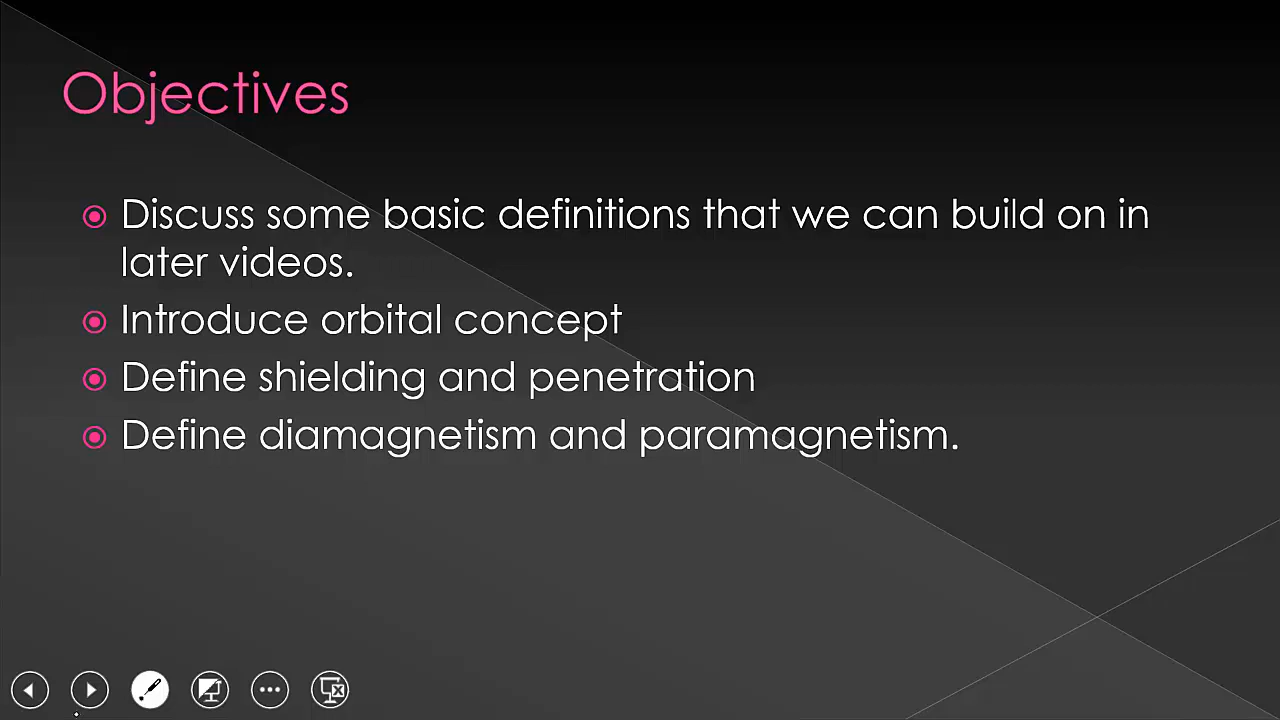 Objectives
Discuss some basic definitions that we can build on in
later videos.
Introduce orbital concept
Define shielding and penetration
Define diamagnetism and paramagnetism.